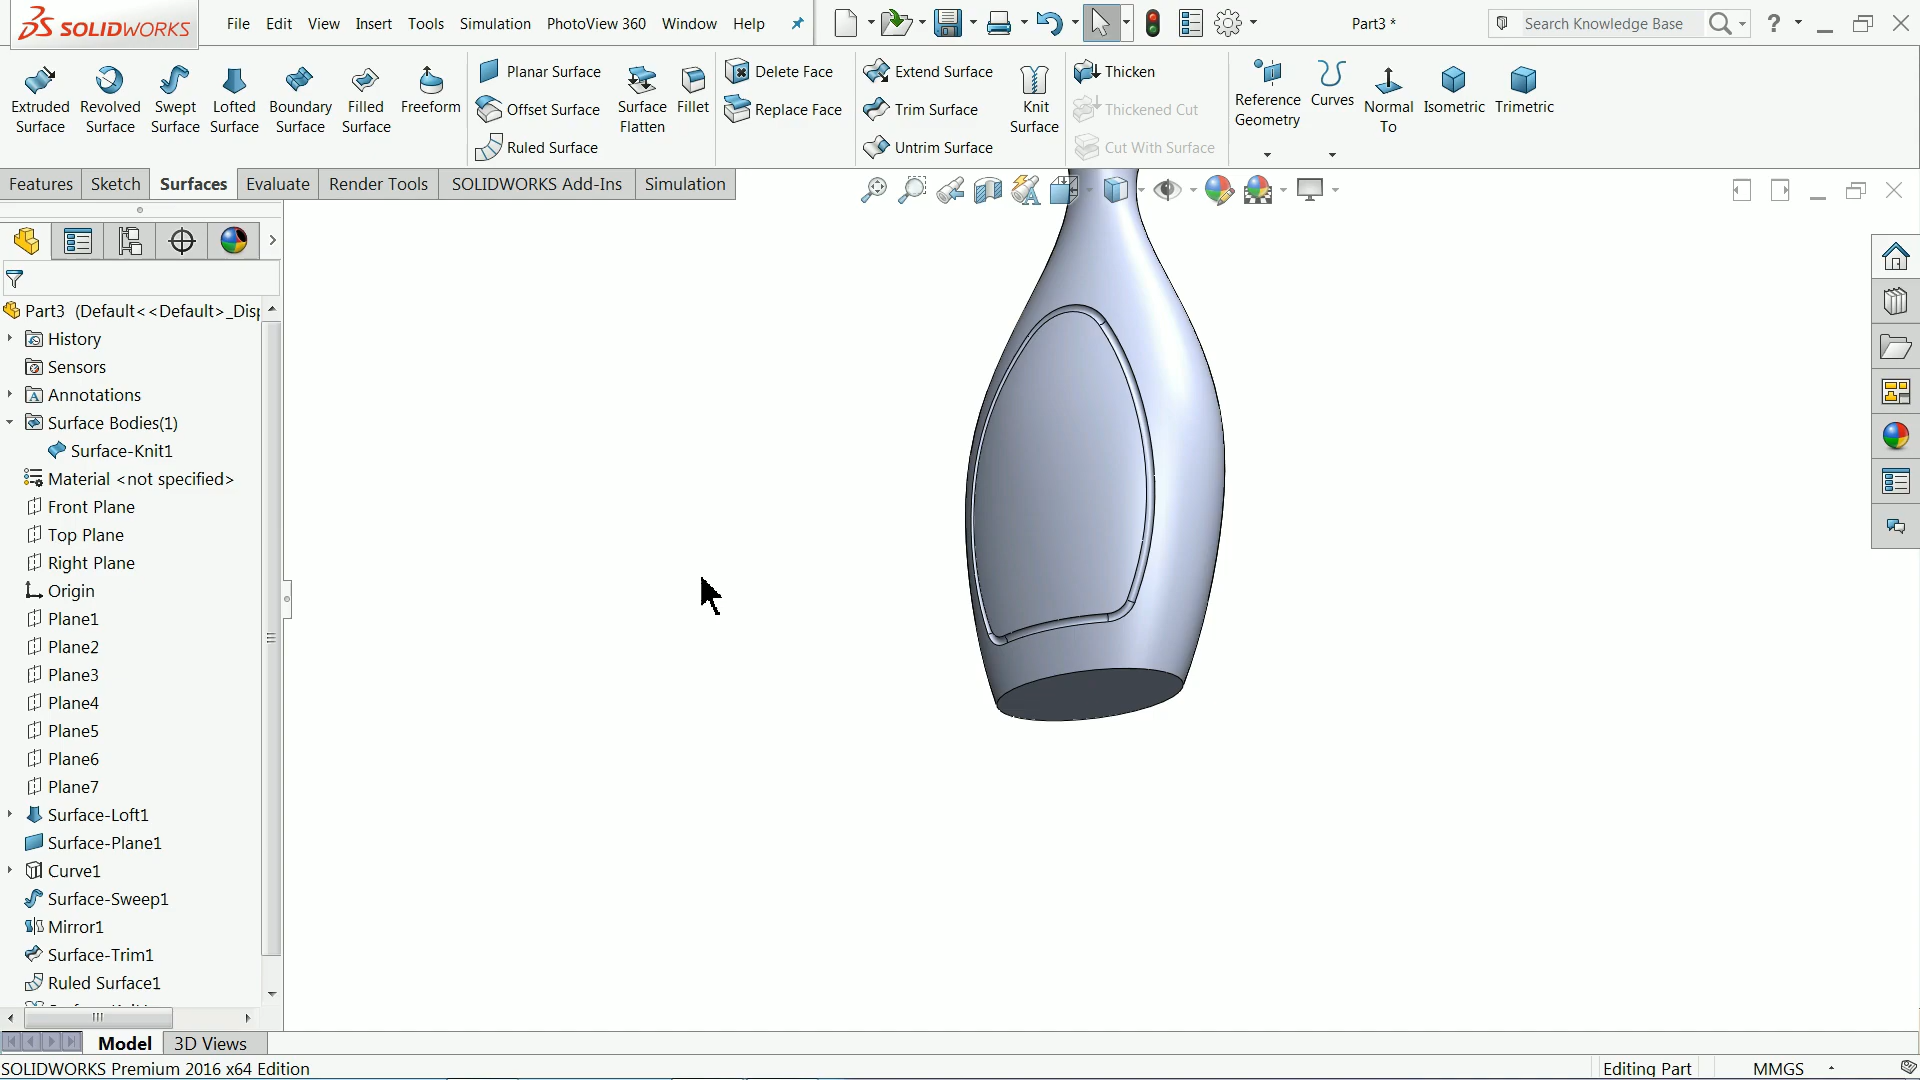 SOLIDWORKS
File Edit View Insert Tools Simulation PhotoView 360 Window Help
Part3 *
Search Knowledge Base
Extruded Surface
Revolved Surface
Swept Surface
Lofted Surface
Boundary Surface
Filled Surface
Freeform
Planar Surface
Offset Surface
Ruled Surface
Surface Flatten
Fillet
Delete Face
Replace Face
Extend Surface
Trim Surface
Untrim Surface
Knit Surface
Thicken
Thickened Cut
Cut With Surface
Reference Geometry
Curves
Normal To
Isometric
Trimetric
Features Sketch Surfaces Evaluate Render Tools SOLIDWORKS Add-Ins Simulation
Part3 (Default<<Default>_Disp
History
Sensors
Annotations
Surface Bodies(1)
Surface-Knit1
Material <not specified>
Front Plane
Top Plane
Right Plane
Origin
Plane1
Plane2
Plane3
Plane4
Plane5
Plane6
Plane7
Surface-Loft1
Surface-Plane1
Curve1
Surface-Sweep1
Mirror1
Surface-Trim1
Ruled Surface1
Model 3D Views
SOLIDWORKS Premium 2016 x64 Edition
Editing Part
MMGS